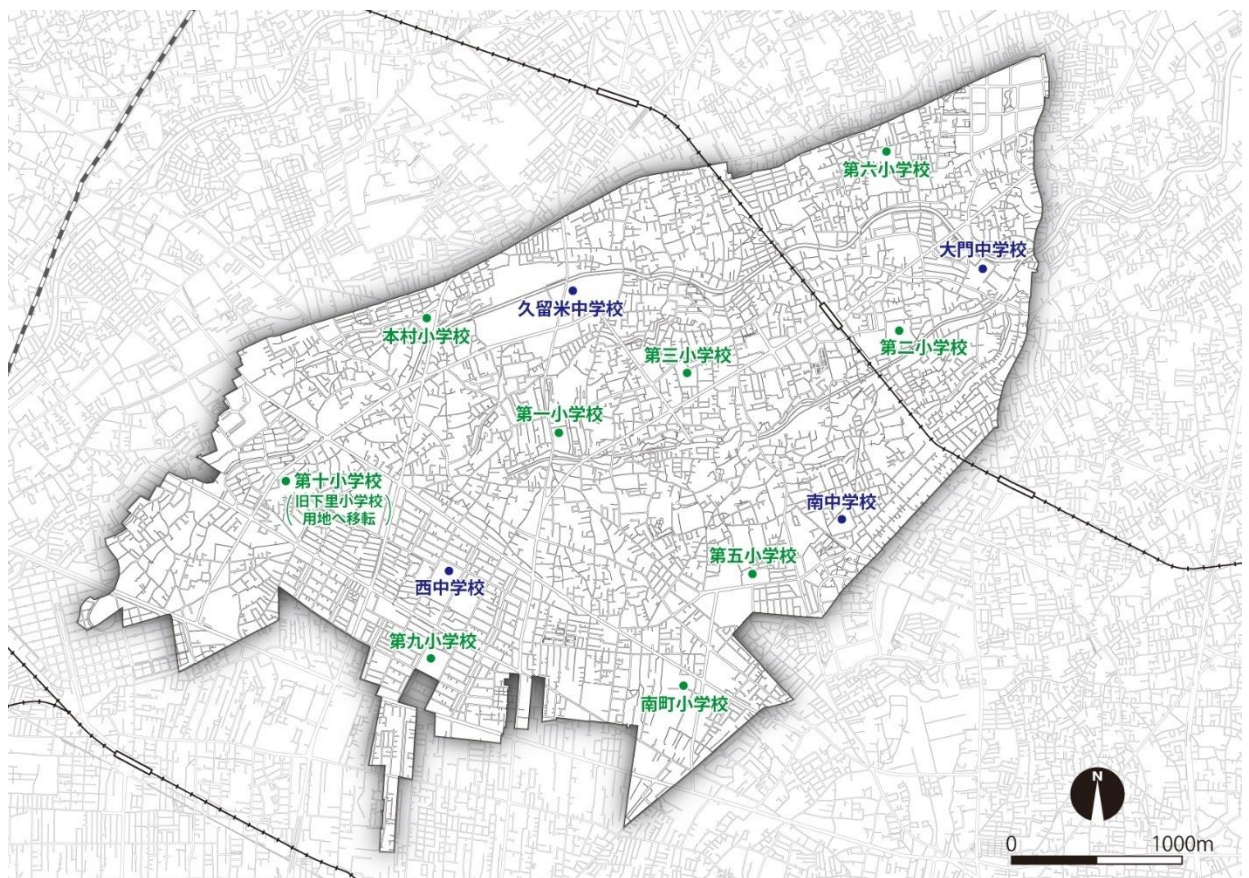 第六小学校
大門中学校
久留米中学校
本村小学校
第二小学校
第三小学校
第一小学校
第十小学校
(旧下里小学校
用地へ移転)
南中学校
第五小学校
西中学校
第九小学校
南町小学校
N
0 1000m